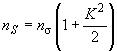 n_S = n_σ(1 + K²/2)